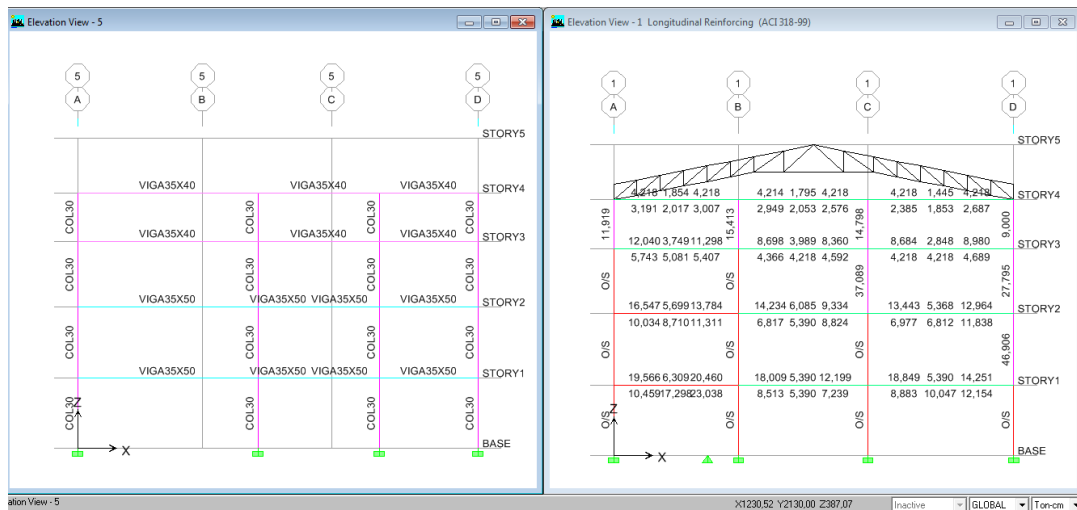 Elevation View - 5
5 5 5 5
A B C D
STORY5
VIGA35X40 VIGA35X40 VIGA35X40 STORY4
COL30 COL30 COL30 COL30
VIGA35X40 VIGA35X40 VIGA35X40 STORY3
COL30 COL30 COL30 COL30
VIGA35X50 VIGA35X50 VIGA35X50 VIGA35X50 STORY2
COL30 COL30 COL30 COL30
VIGA35X50 VIGA35X50 VIGA35X50 VIGA35X50 STORY1
COL30 COL30 COL30 COL30
Z
BASE
X
Elevation View - 1 Longitudinal Reinforcing (ACI 318-99)
1 1 1 1
A B C D
STORY5
4,218 1,854 4,218 4,214 1,795 4,218 4,218 1,445 4,218 STORY4
3,191 2,017 3,007 2,949 2,053 2,576 2,385 1,853 2,687
11,919 15,413 14,798 9,000
12,040 3,749 11,298 8,698 3,989 8,360 8,684 2,848 8,980 STORY3
5,743 5,081 5,407 4,366 4,218 4,592 4,218 4,218 4,689
O/S O/S 37,089 27,795
16,547 5,699 13,784 14,234 6,085 9,334 13,443 5,368 12,964 STORY2
10,034 8,710 11,311 6,817 5,390 8,824 6,977 6,812 11,838
O/S O/S O/S 46,906
19,566 6,309 20,460 18,009 5,390 12,199 18,849 5,390 14,251 STORY1
10,459 17,298 23,038 8,513 5,390 7,239 8,883 10,047 12,154
O/S O/S O/S O/S
Z
BASE
X
ation View - 5
X1230,52 Y2130,00 Z387,07
Inactive
GLOBAL
Ton-cm